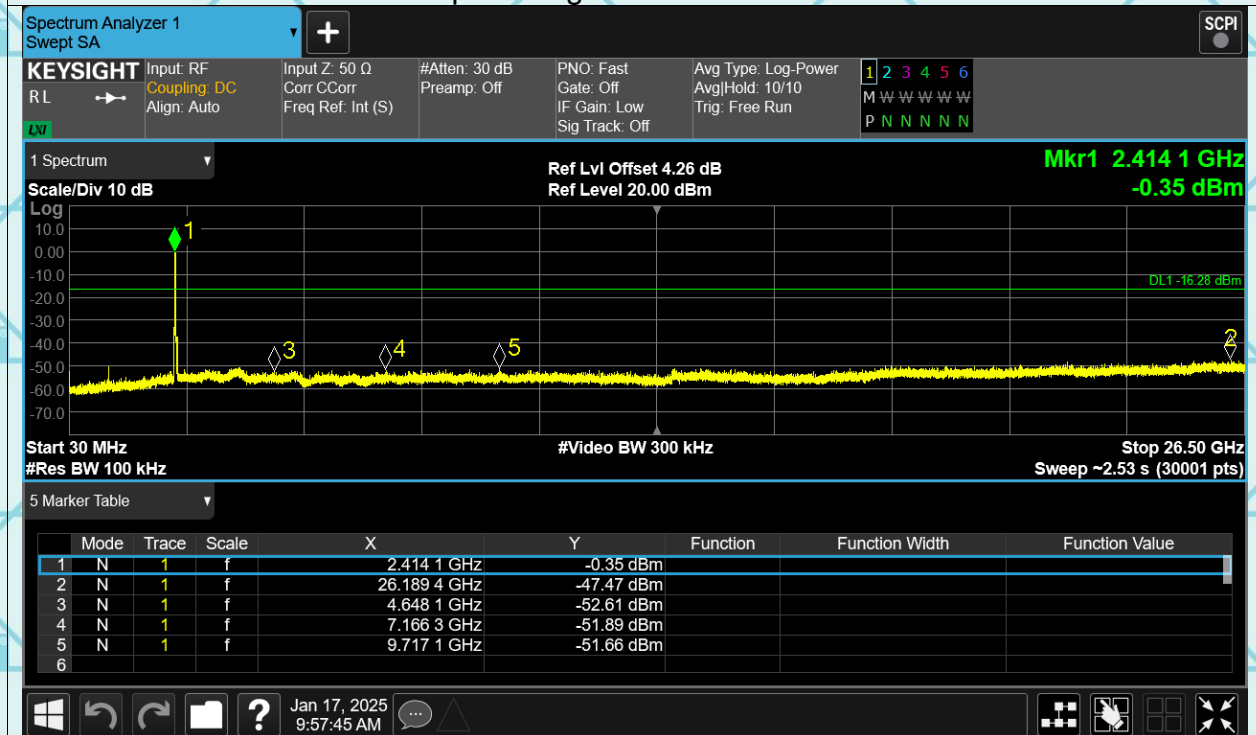 Spectrum Analyzer 1
Swept SA
+
SCPI
KEYSIGHT
RL
LXI
Input: RF
Coupling: DC
Align: Auto
Input Z: 50 Ω
Corr CCorr
Freq Ref: Int (S)
#Atten: 30 dB
Preamp: Off
PNO: Fast
Gate: Off
IF Gain: Low
Sig Track: Off
Avg Type: Log-Power
Avg|Hold: 10/10
Trig: Free Run
1 2 3 4 5 6
M W W W W W W
P N N N N N N
1 Spectrum
Scale/Div 10 dB
Ref Lvl Offset 4.26 dB
Ref Level 20.00 dBm
Mkr1 2.414 1 GHz
-0.35 dBm
Log
10.0
0.00
-10.0
-20.0
-30.0
-40.0
-50.0
-60.0
-70.0
1
DL1 -16.28 dBm
3
4
5
2
Start 30 MHz
#Video BW 300 kHz
Stop 26.50 GHz
#Res BW 100 kHz
Sweep ~2.53 s (30001 pts)
5 Marker Table
Mode Trace Scale X Y Function Function Width Function Value
1 N 1 f 2.414 1 GHz -0.35 dBm
2 N 1 f 26.189 4 GHz -47.47 dBm
3 N 1 f 4.648 1 GHz -52.61 dBm
4 N 1 f 7.166 3 GHz -51.89 dBm
5 N 1 f 9.717 1 GHz -51.66 dBm
6
?
Jan 17, 2025
9:57:45 AM